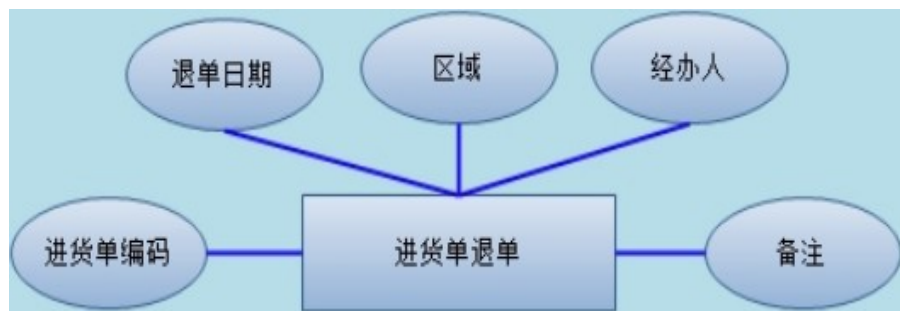 退单日期
区域
经办人
进货单编码
进货单退单
备注